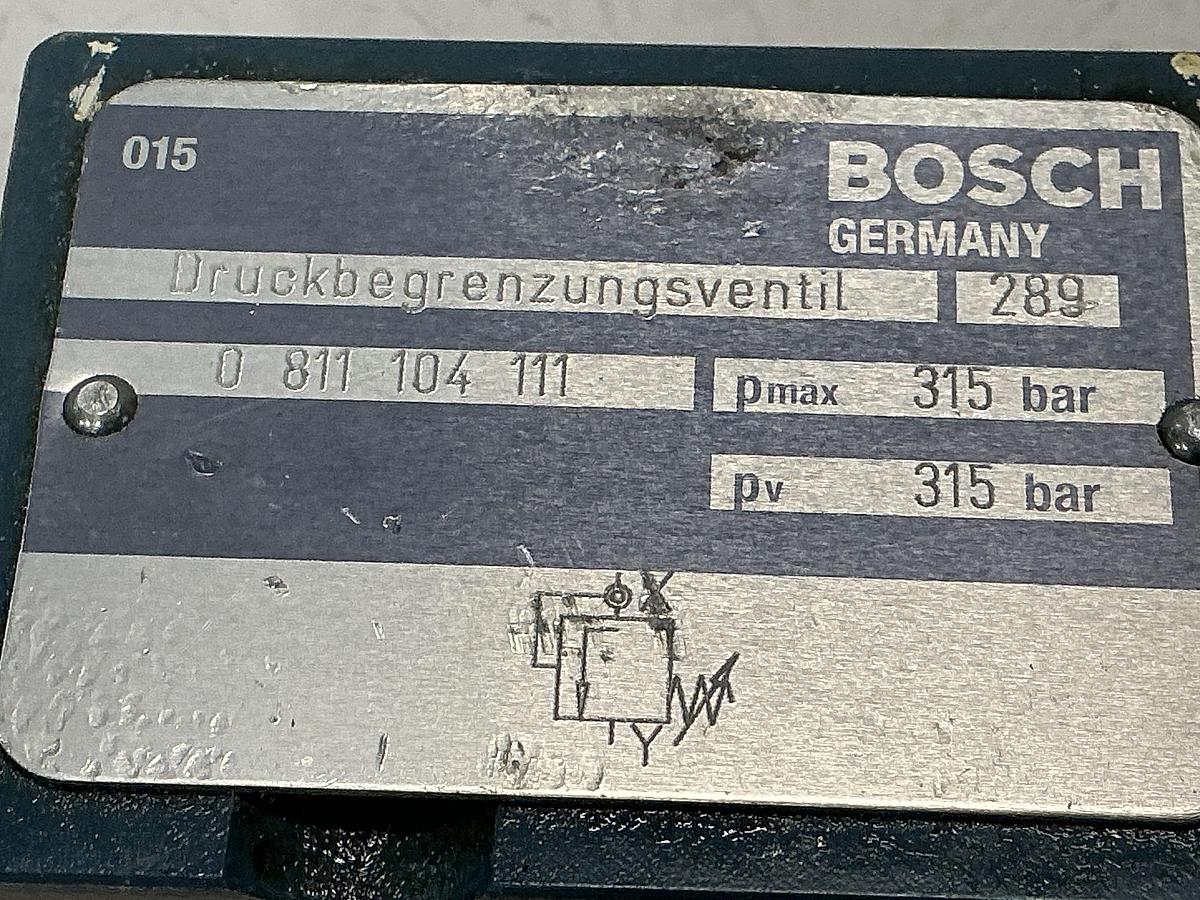 015
BOSCH
GERMANY
Druckbegrenzungsventil 289
0 811 104 111
pmax 315 bar
pv 315 bar
X
Y